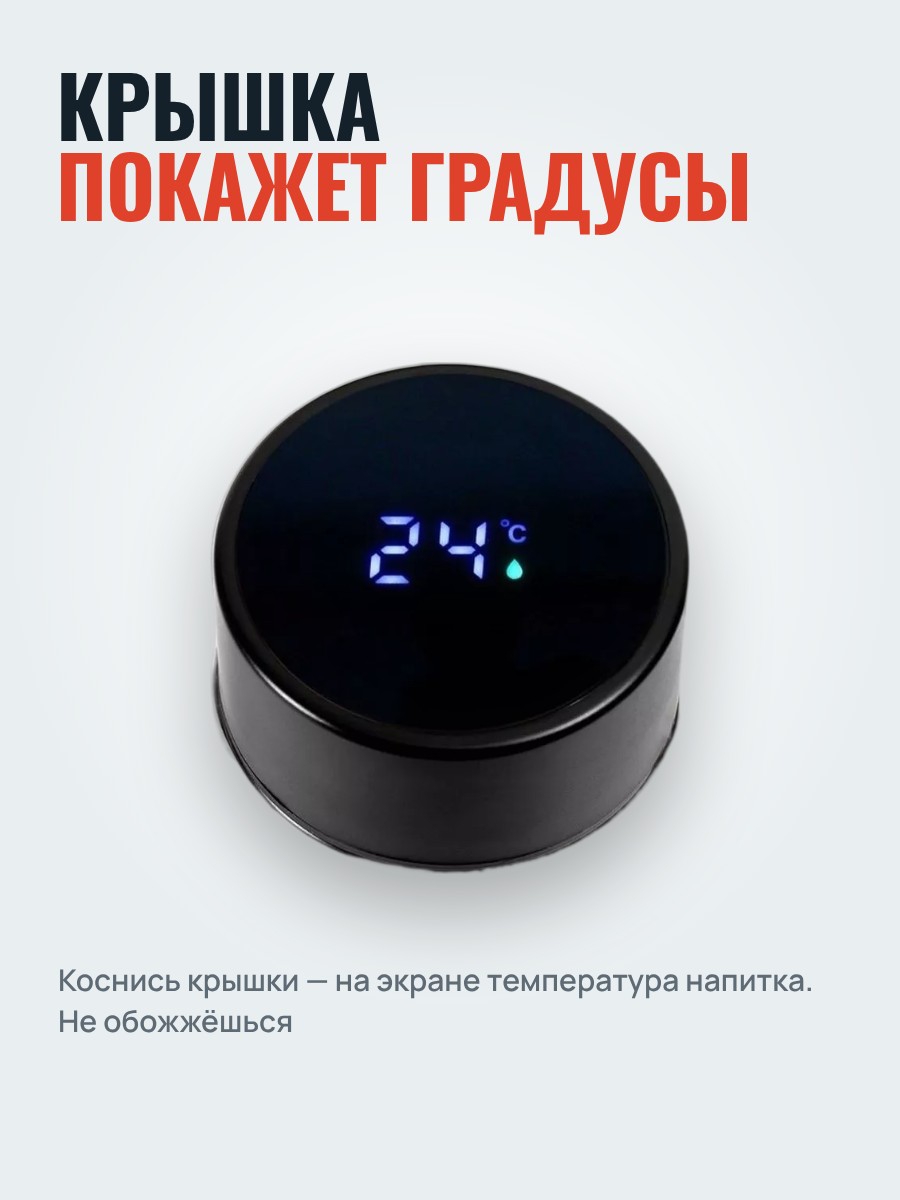 КРЫШКА
ПОКАЖЕТ ГРАДУСЫ
24 °C
Коснись крышки — на экране температура напитка.
Не обожжёшься